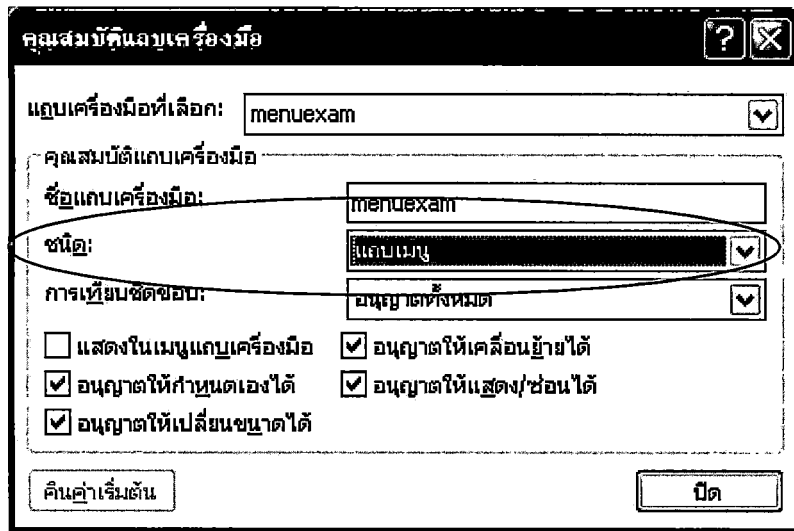 คุณสมบัติแถบเครื่องมือ
แถบเครื่องมือที่เลือก: menuexam
คุณสมบัติแถบเครื่องมือ
ชื่อแถบเครื่องมือ: menuexam
ชนิด: แถบเมนู
การเทียบชิดขอบ: อนุญาตทั้งหมด
แสดงในเมนูแถบเครื่องมือ อนุญาตให้เคลื่อนย้ายได้
อนุญาตให้กำหนดเองได้ อนุญาตให้แสดง/ซ่อนได้
อนุญาตให้เปลี่ยนขนาดได้
คืนค่าเริ่มต้น ปิด